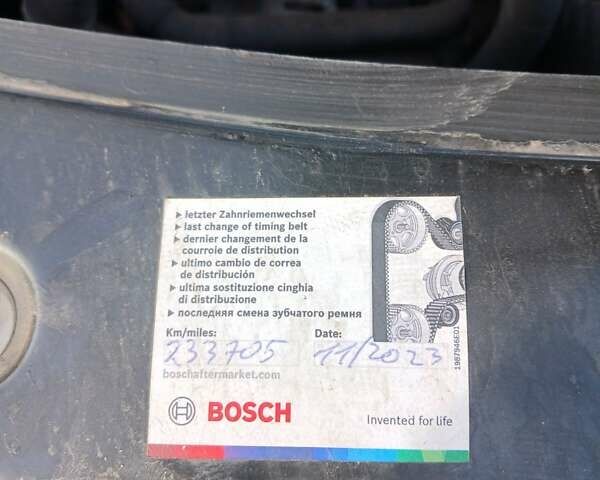 ▸ letzter Zahnriemenwechsel
▸ last change of timing belt
▸ dernier changement de la
courroie de distribution
▸ ultimo cambio de correa
de distribución
▸ ultima sostituzione cinghia
di distribuzione
▸ последняя смена зубчатого ремня
Km/miles: Date:
233705 11/2023
boschaftermarket.com
1987946E01
BOSCH
Invented for life